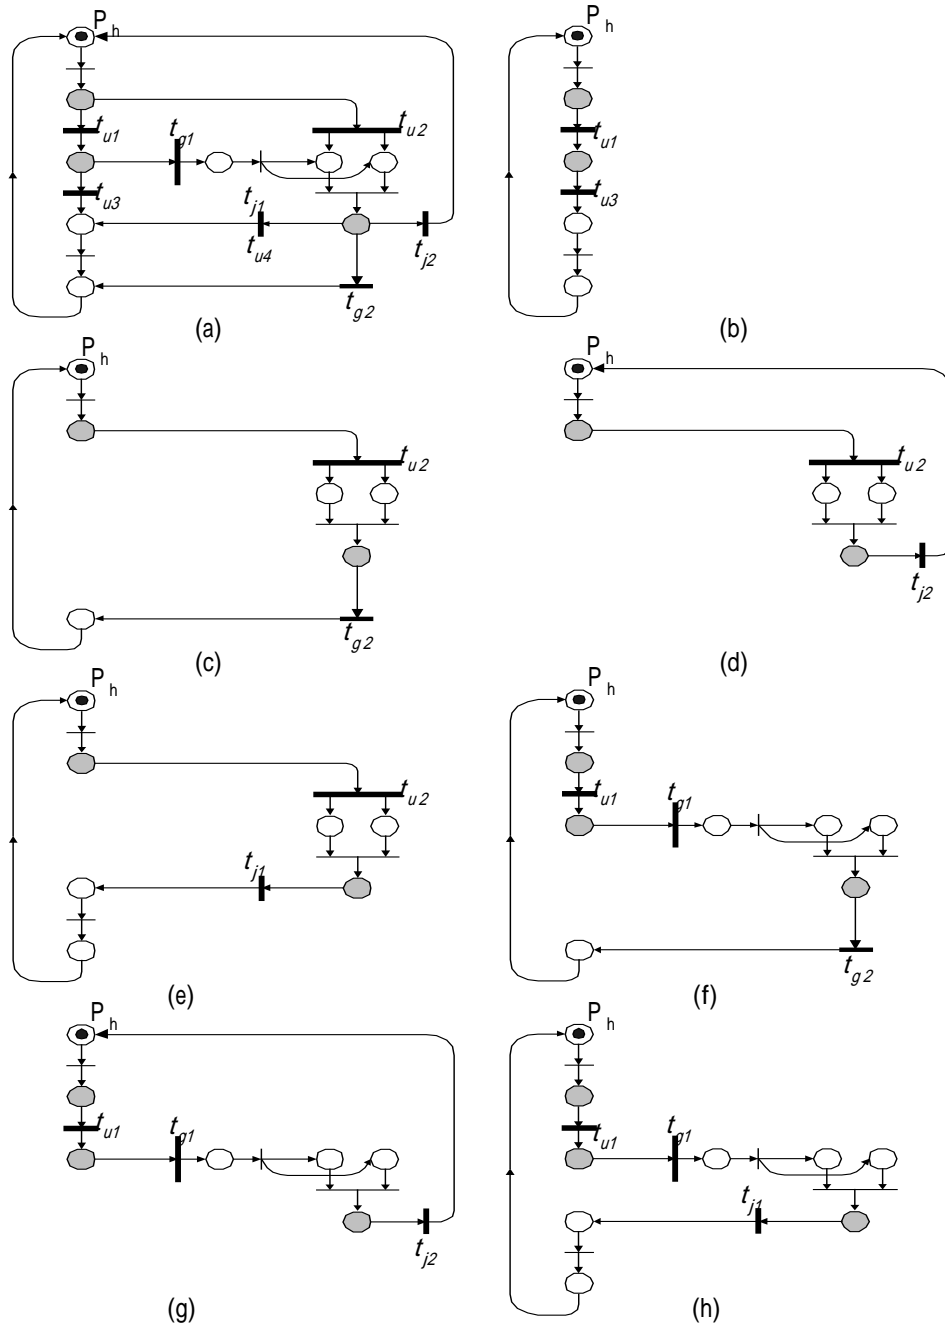 P h
t u1
t g1
t u2
t u3
t j1
t u4
t j2
t g2
(a)
P h
t u1
t u3
(b)
P h
t u2
t g2
(c)
P h
t u2
t j2
(d)
P h
t u2
t j1
(e)
P h
t u1
t g1
t g2
(f)
P h
t u1
t g1
t j2
(g)
P h
t u1
t g1
t j1
(h)